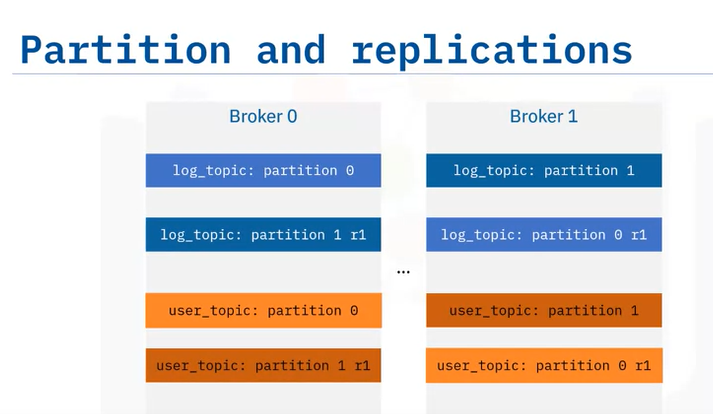 Partition and replications
Broker 0
log_topic: partition 0
log_topic: partition 1 r1
user_topic: partition 0
user_topic: partition 1 r1
...
Broker 1
log_topic: partition 1
log_topic: partition 0 r1
user_topic: partition 1
user_topic: partition 0 r1